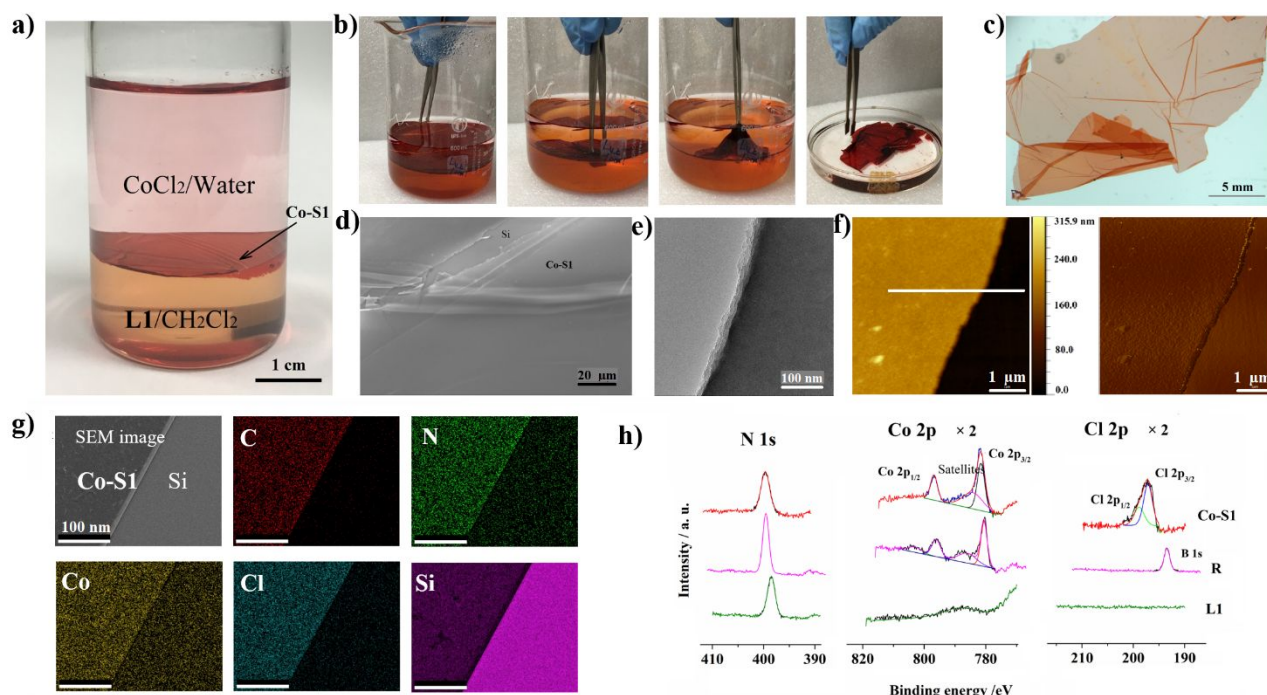 a)
CoCl₂/Water
Co-S1
L1/CH₂Cl₂
1 cm
b)
c)
5 mm
d)
Si
Co-S1
20 µm
e)
100 nm
f)
1 µm
315.9 nm
240.0
160.0
80.0
0.0
1 µm
g)
SEM image
Co-S1
Si
100 nm
C
N
Co
Cl
Si
h)
N 1s
Co 2p × 2
Cl 2p × 2
Co 2p₁/₂
Satellites
Co 2p₃/₂
Cl 2p₁/₂
Cl 2p₃/₂
Co-S1
B 1s
R
L1
Intensity / a. u.
410 400 390
820 800 780
210 200 190
Binding energy /eV